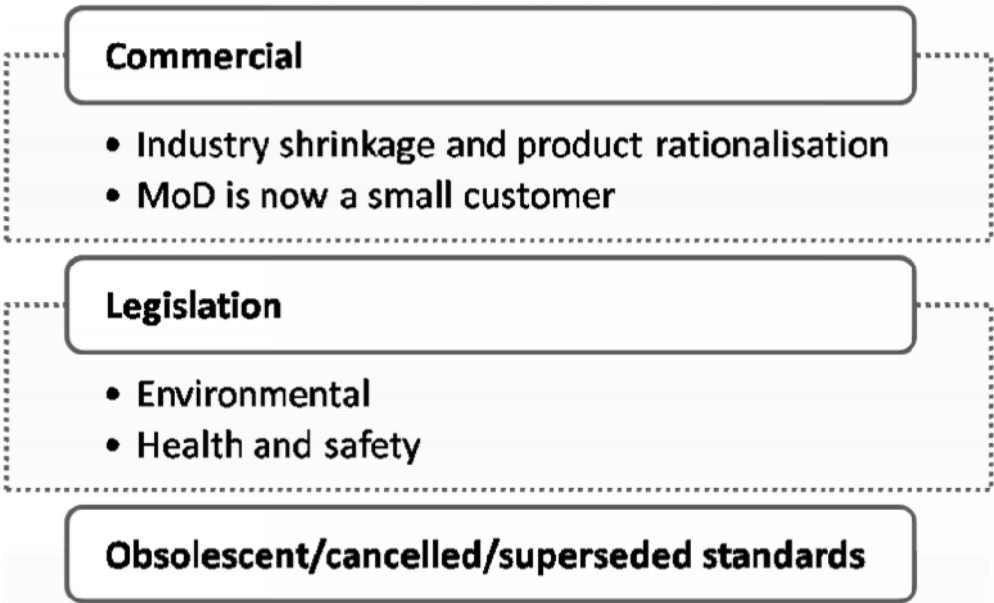 Commercial
• Industry shrinkage and product rationalisation
• MoD is now a small customer
Legislation
• Environmental
• Health and safety
Obsolescent/cancelled/superseded standards